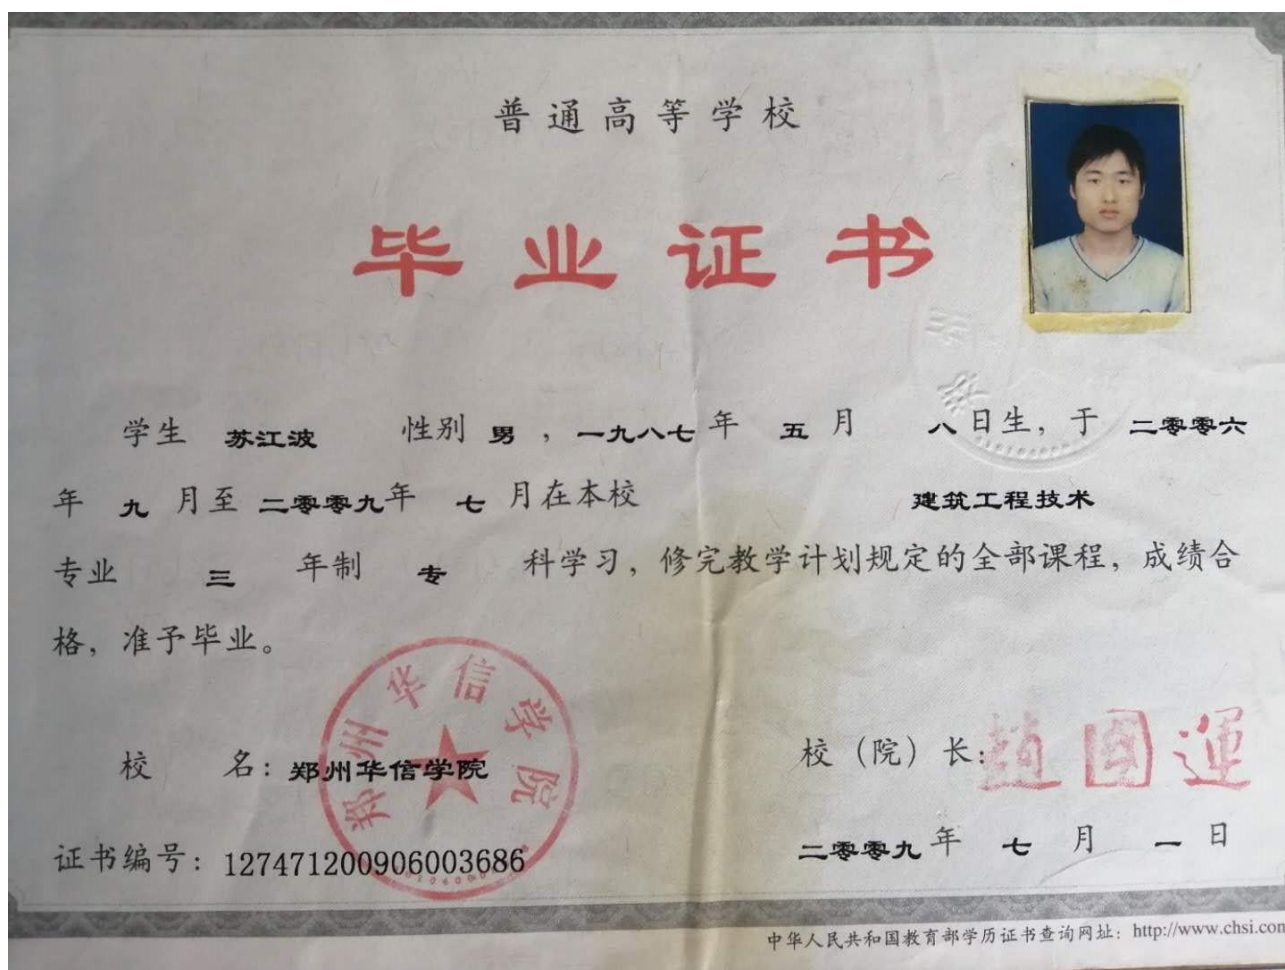 普通高等学校
毕业证书
学生 苏江波 性别 男，一九八七年 五月 八日生，于 二零零六
年 九 月至 二零零九年 七 月在本校 建筑工程技术
专业 三 年制 专 科学习，修完教学计划规定的全部课程，成绩合
格，准予毕业。
郑州华信学院
校 名：郑州华信学院
校（院）长：趙國運
证书编号：127471200906003686
二零零九年 七 月 一 日
中华人民共和国教育部学历证书查询网址：http://www.chsi.com